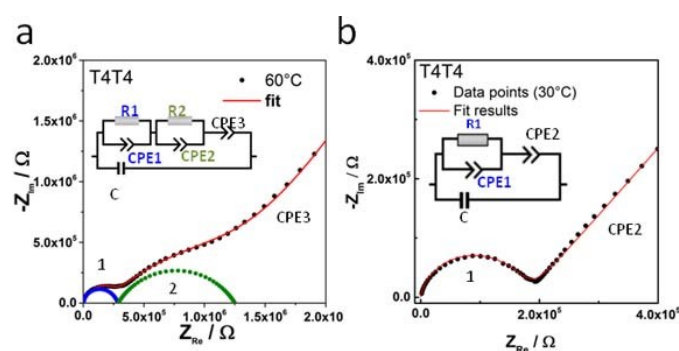 a
T4T4
60°C
fit
R1
R2
CPE3
CPE1
CPE2
C
CPE3
1
2
2.0x10⁶
1.5x10⁶
1.0x10⁶
5.0x10⁵
0.0
0.0
5.0x10⁵
1.0x10⁶
1.5x10⁶
2.0x10
-Z_Im / Ω
Z_Re / Ω
b
T4T4
Data points (30°C)
Fit results
R1
CPE2
CPE1
C
CPE2
1
4.0x10⁵
2.0x10⁵
0.0
0.0
2.0x10⁵
4.0x10⁵
-Z_Im / Ω
Z_Re / Ω